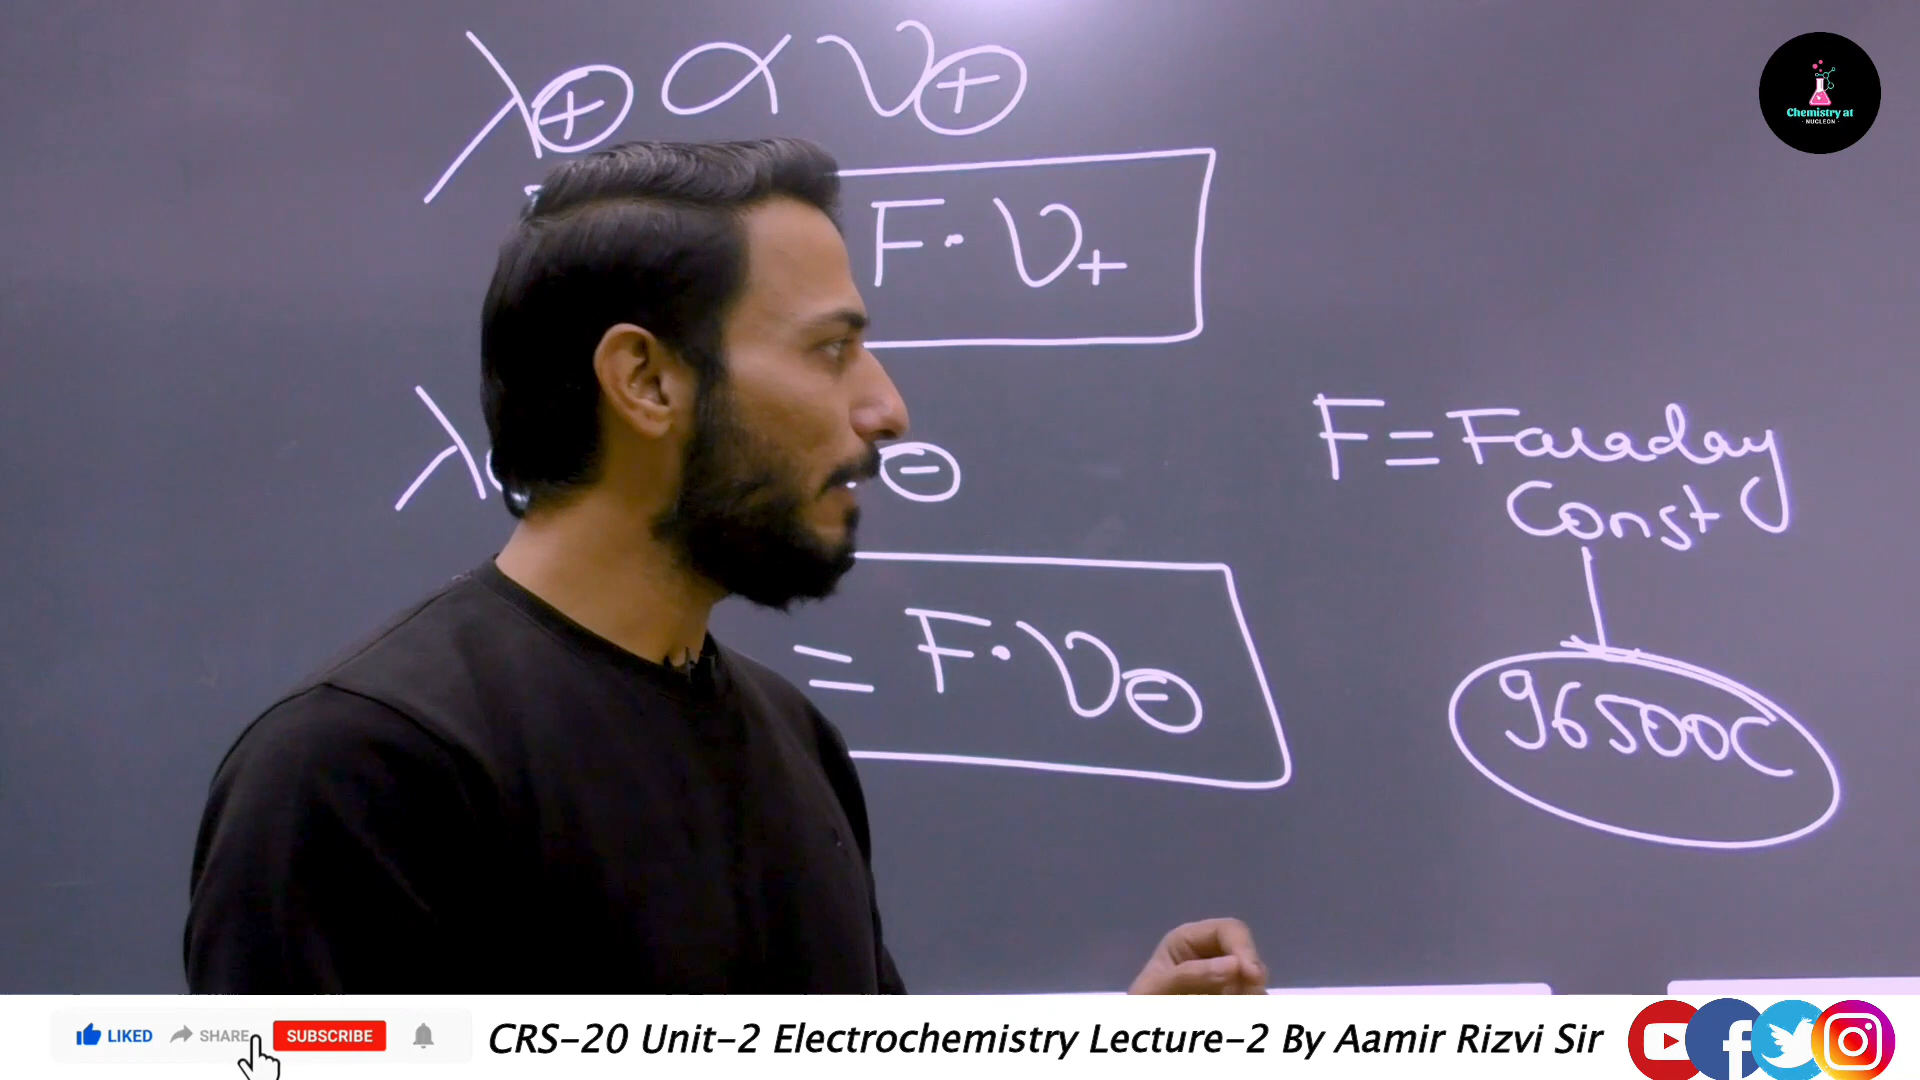 λ⊕ ∝ ν⊕
F·ν+
λ ⊖
= F·ν⊖
F = Faraday
Const
96500C
Chemistry at
· NUCLEON ·
LIKED SHARE SUBSCRIBE CRS-20 Unit-2 Electrochemistry Lecture-2 By Aamir Rizvi Sir